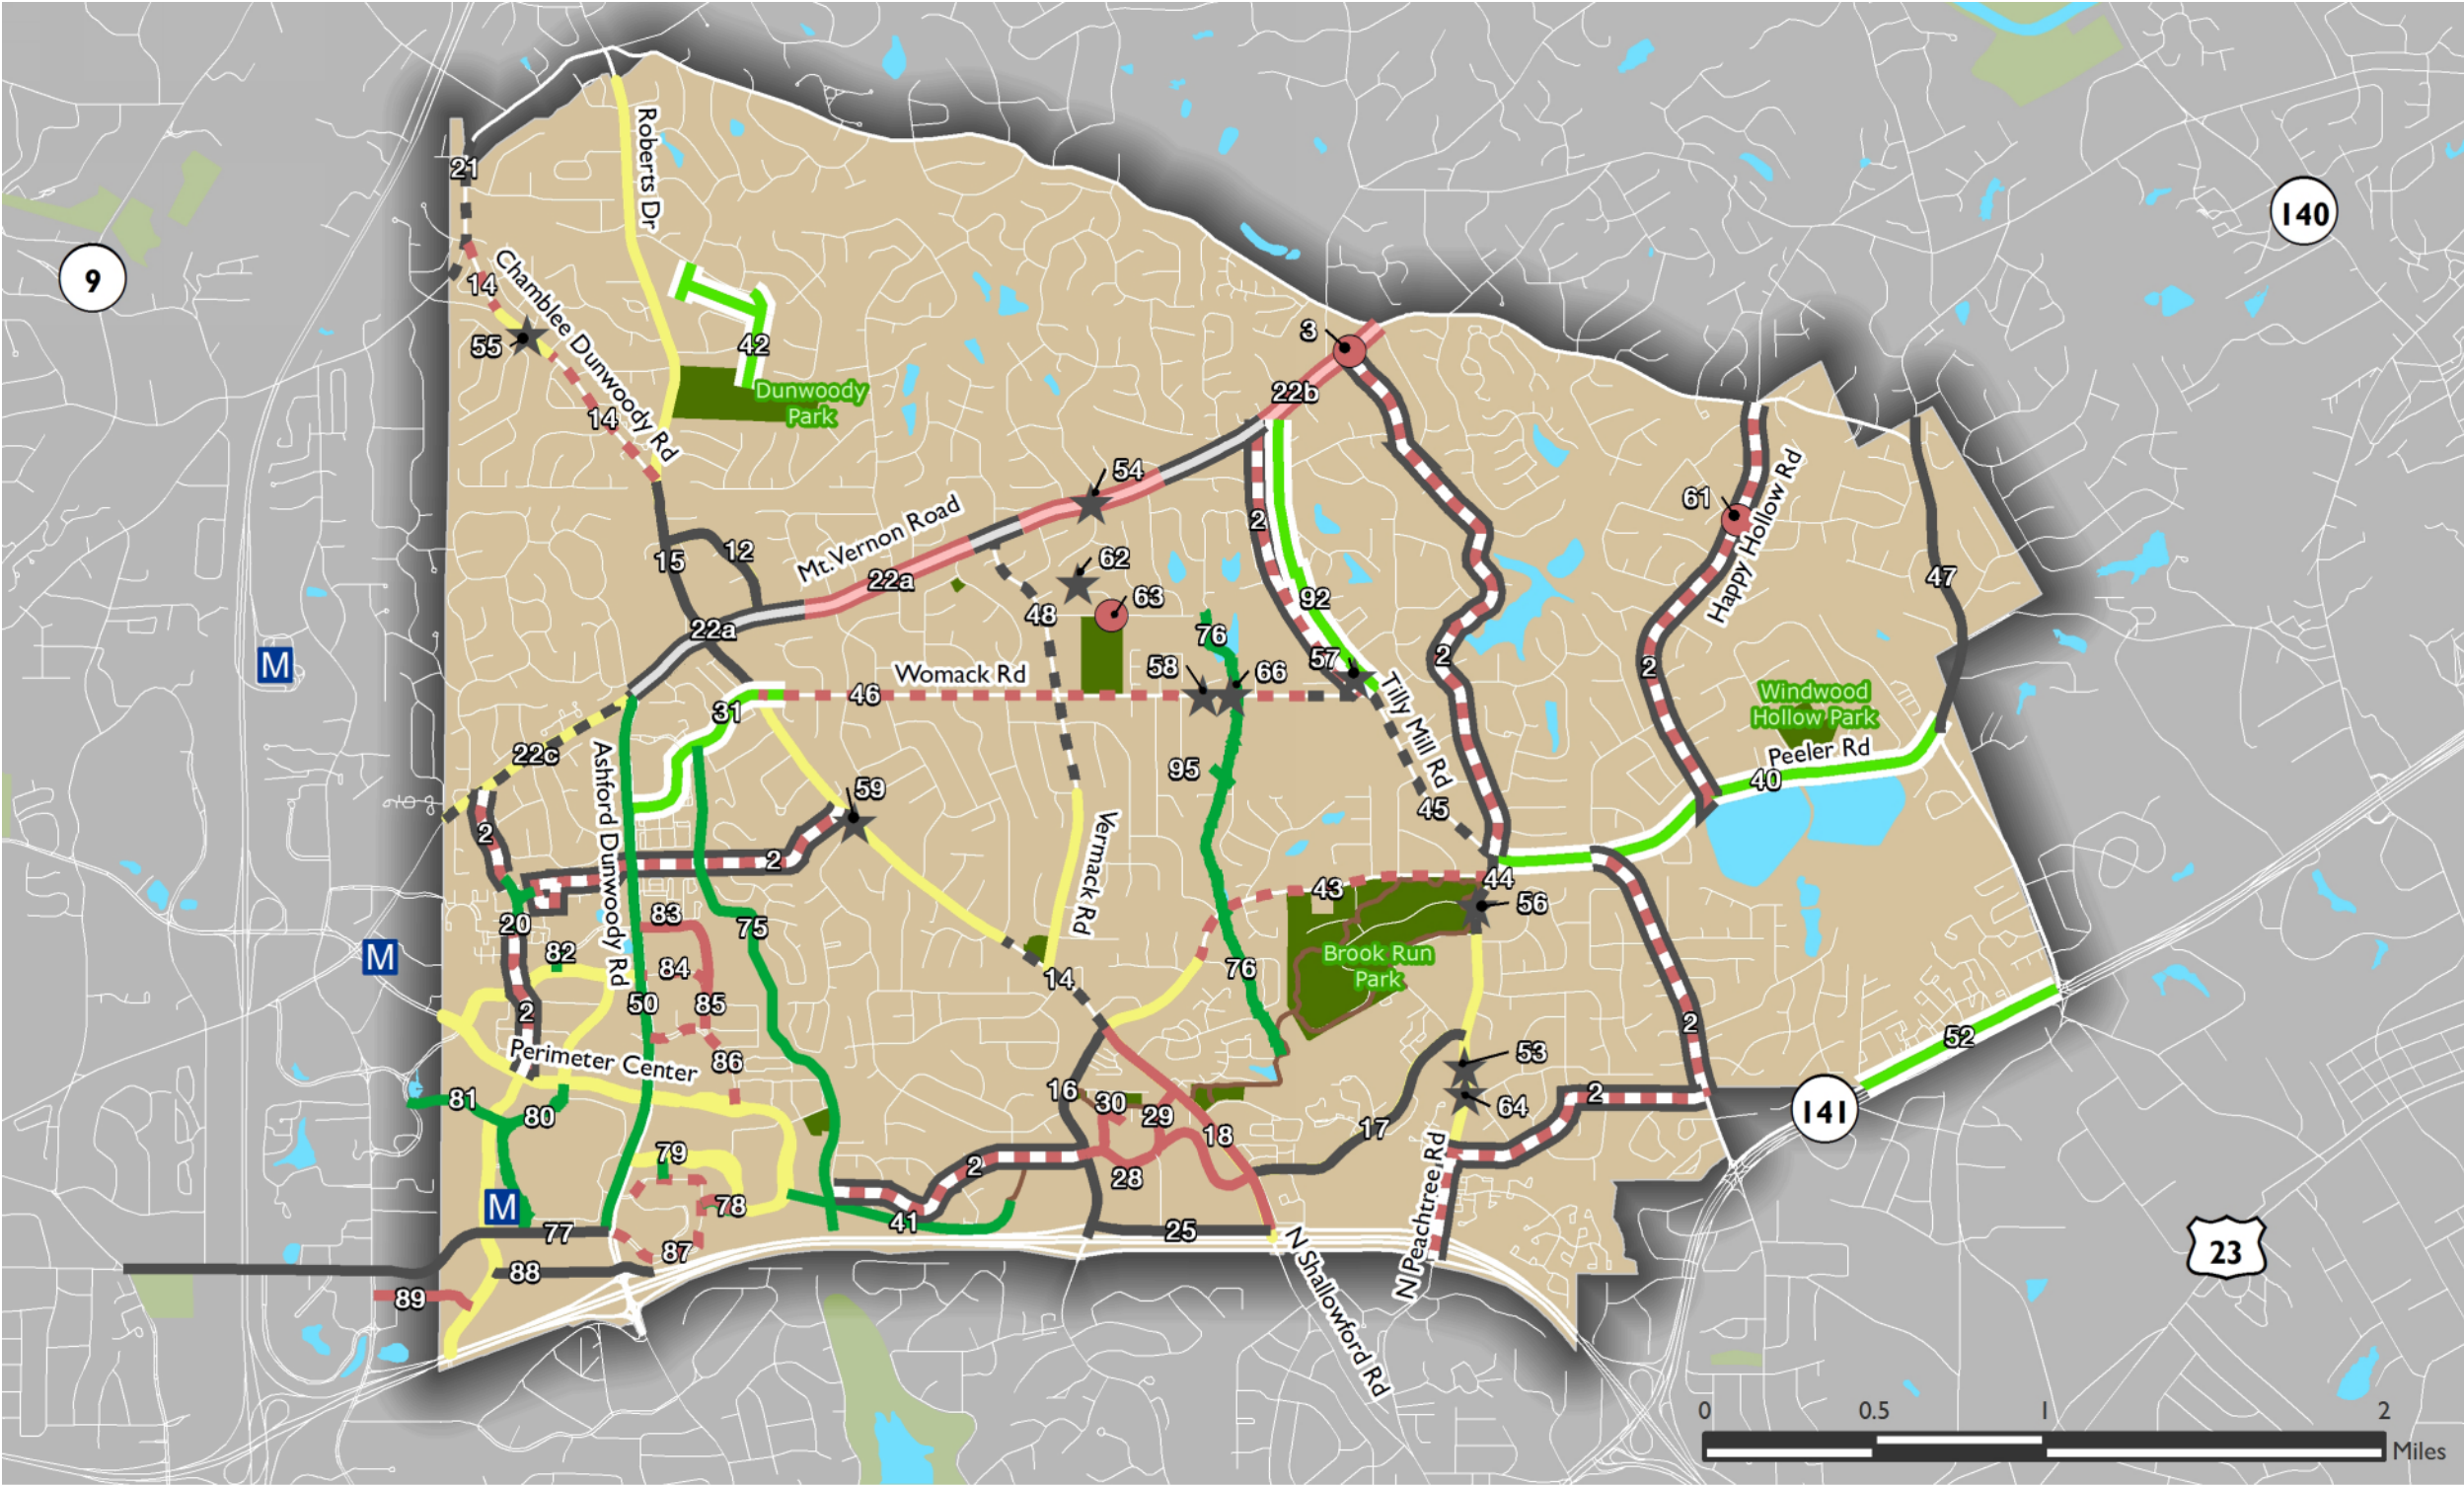 21
Roberts Dr
140
9
14
Chamblee Dunwoody Rd
55
42
3
Dunwoody
Park
22b
14
54
61
Happy Hollow Rd
2
15
12
Mt. Vernon Road
22a
62
47
92
63
48
22a
76
57
58
66
2
2
Womack Rd
46
Windwood
Hollow Park
31
Tilly Mill Rd
22c
Ashford Dunwoody Rd
95
Peeler Rd
40
59
45
2
2
Vermack Rd
44
43
56
20
83
75
82
Brook Run
Park
84
76
14
50
85
2
2
52
Perimeter Center
86
53
81
16
2
80
30
29
64
141
18
17
79
2
28
N Peachtree Rd
M
M
M
78
41
77
25
87
88
N Shallowford Rd
23
89
0
0.5
1
2
Miles